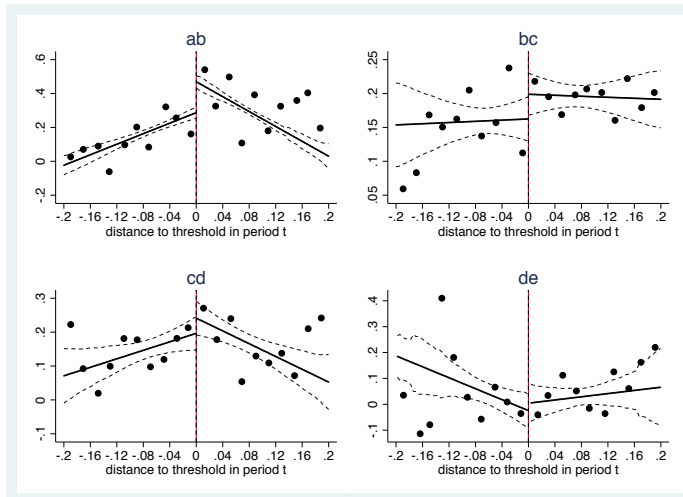 ab
.6
.4
.2
0
-.2
-.2 -.16 -.12 -.08 -.04 0 .04 .08 .12 .16 .2
distance to threshold in period t
bc
.25
.2
.15
.1
.05
-.2 -.16 -.12 -.08 -.04 0 .04 .08 .12 .16 .2
distance to threshold in period t
cd
.3
.2
.1
0
-.1
-.2 -.16 -.12 -.08 -.04 0 .04 .08 .12 .16 .2
distance to threshold in period t
de
.4
.3
.2
.1
0
-.1
-.2 -.16 -.12 -.08 -.04 0 .04 .08 .12 .16 .2
distance to threshold in period t